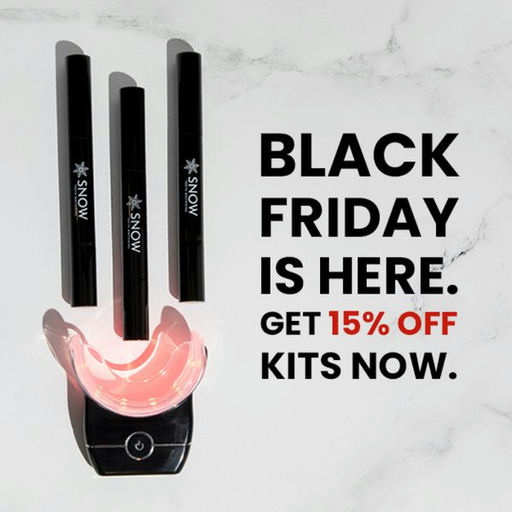 SNOW
SNOW
SNOW
BLACK
FRIDAY
IS HERE.
GET 15% OFF
KITS NOW.